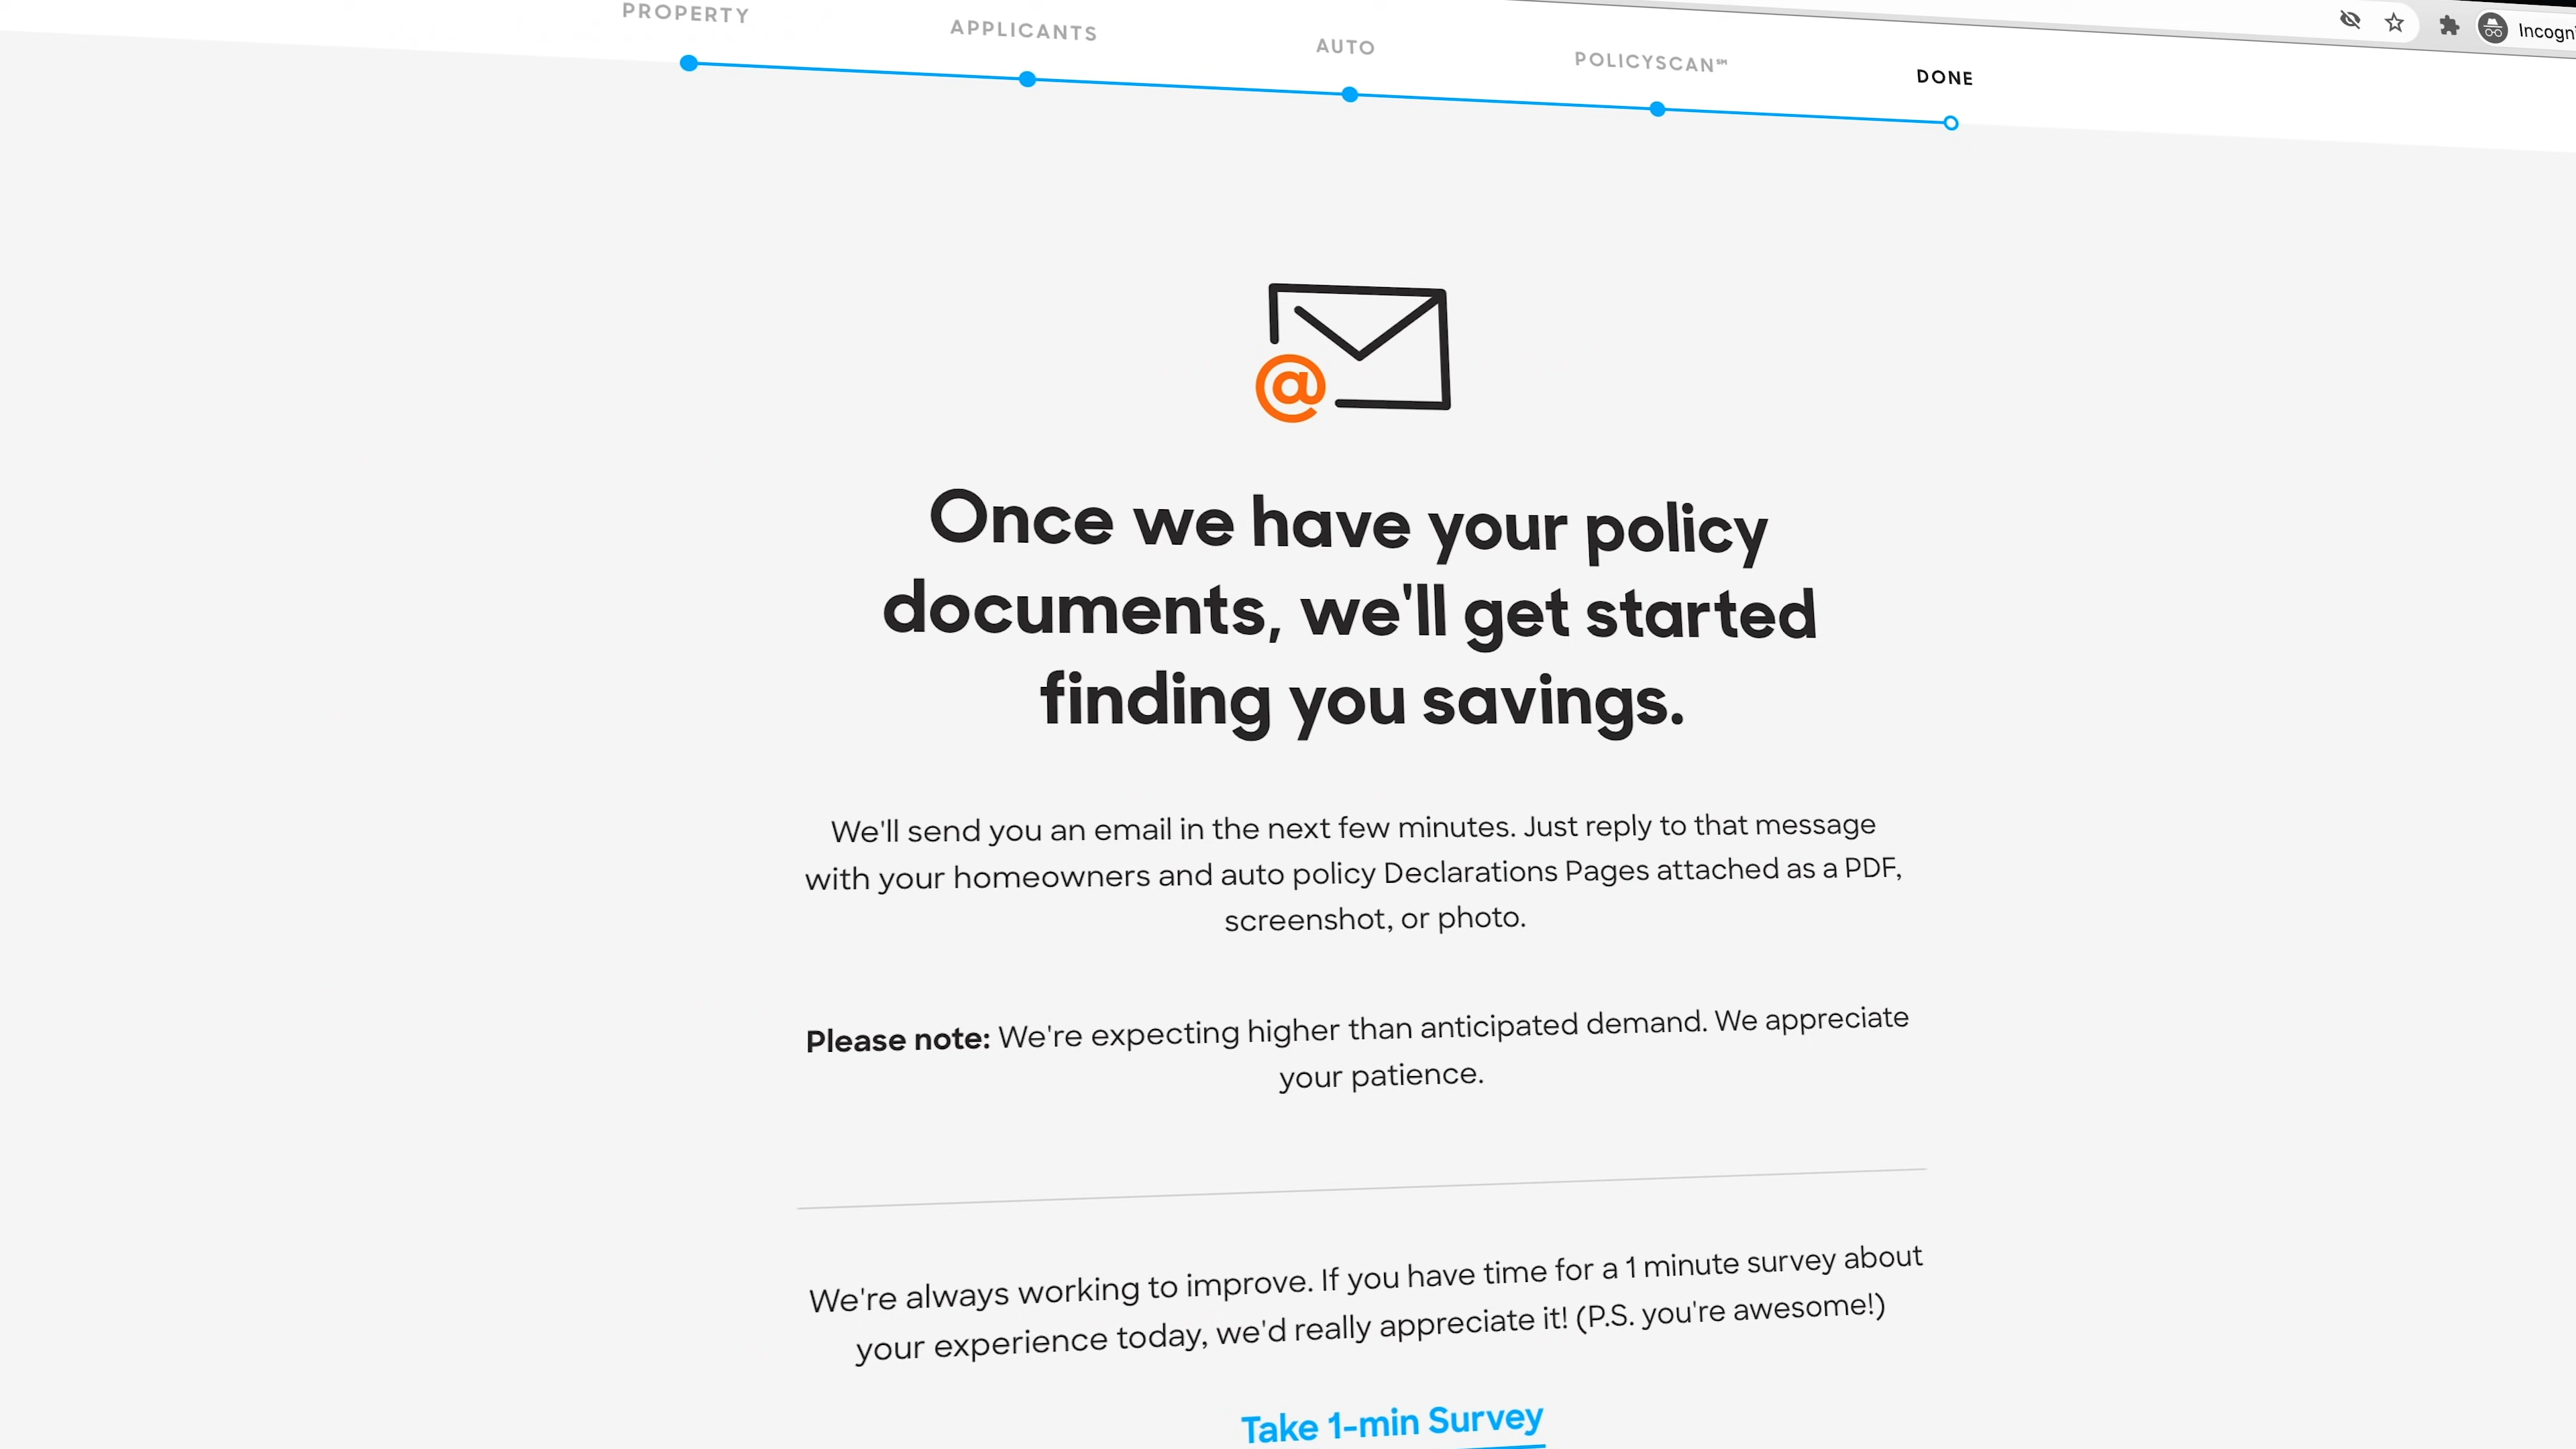 PROPERTY
APPLICANTS
AUTO
POLICYSCAN℠
DONE
Incogni
@
Once we have your policy
documents, we'll get started
finding you savings.
We'll send you an email in the next few minutes. Just reply to that message
with your homeowners and auto policy Declarations Pages attached as a PDF,
screenshot, or photo.
Please note: We're expecting higher than anticipated demand. We appreciate
your patience.
We're always working to improve. If you have time for a 1 minute survey about
your experience today, we'd really appreciate it! (P.S. you're awesome!)
Take 1-min Survey